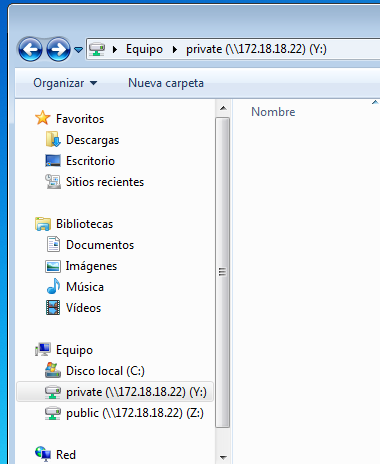 Equipo ▸ private (\\172.18.18.22) (Y:)
Organizar Nueva carpeta
Favoritos
Descargas
Escritorio
Sitios recientes
Bibliotecas
Documentos
Imágenes
Música
Vídeos
Equipo
Disco local (C:)
private (\\172.18.18.22) (Y:)
public (\\172.18.18.22) (Z:)
Red
Nombre